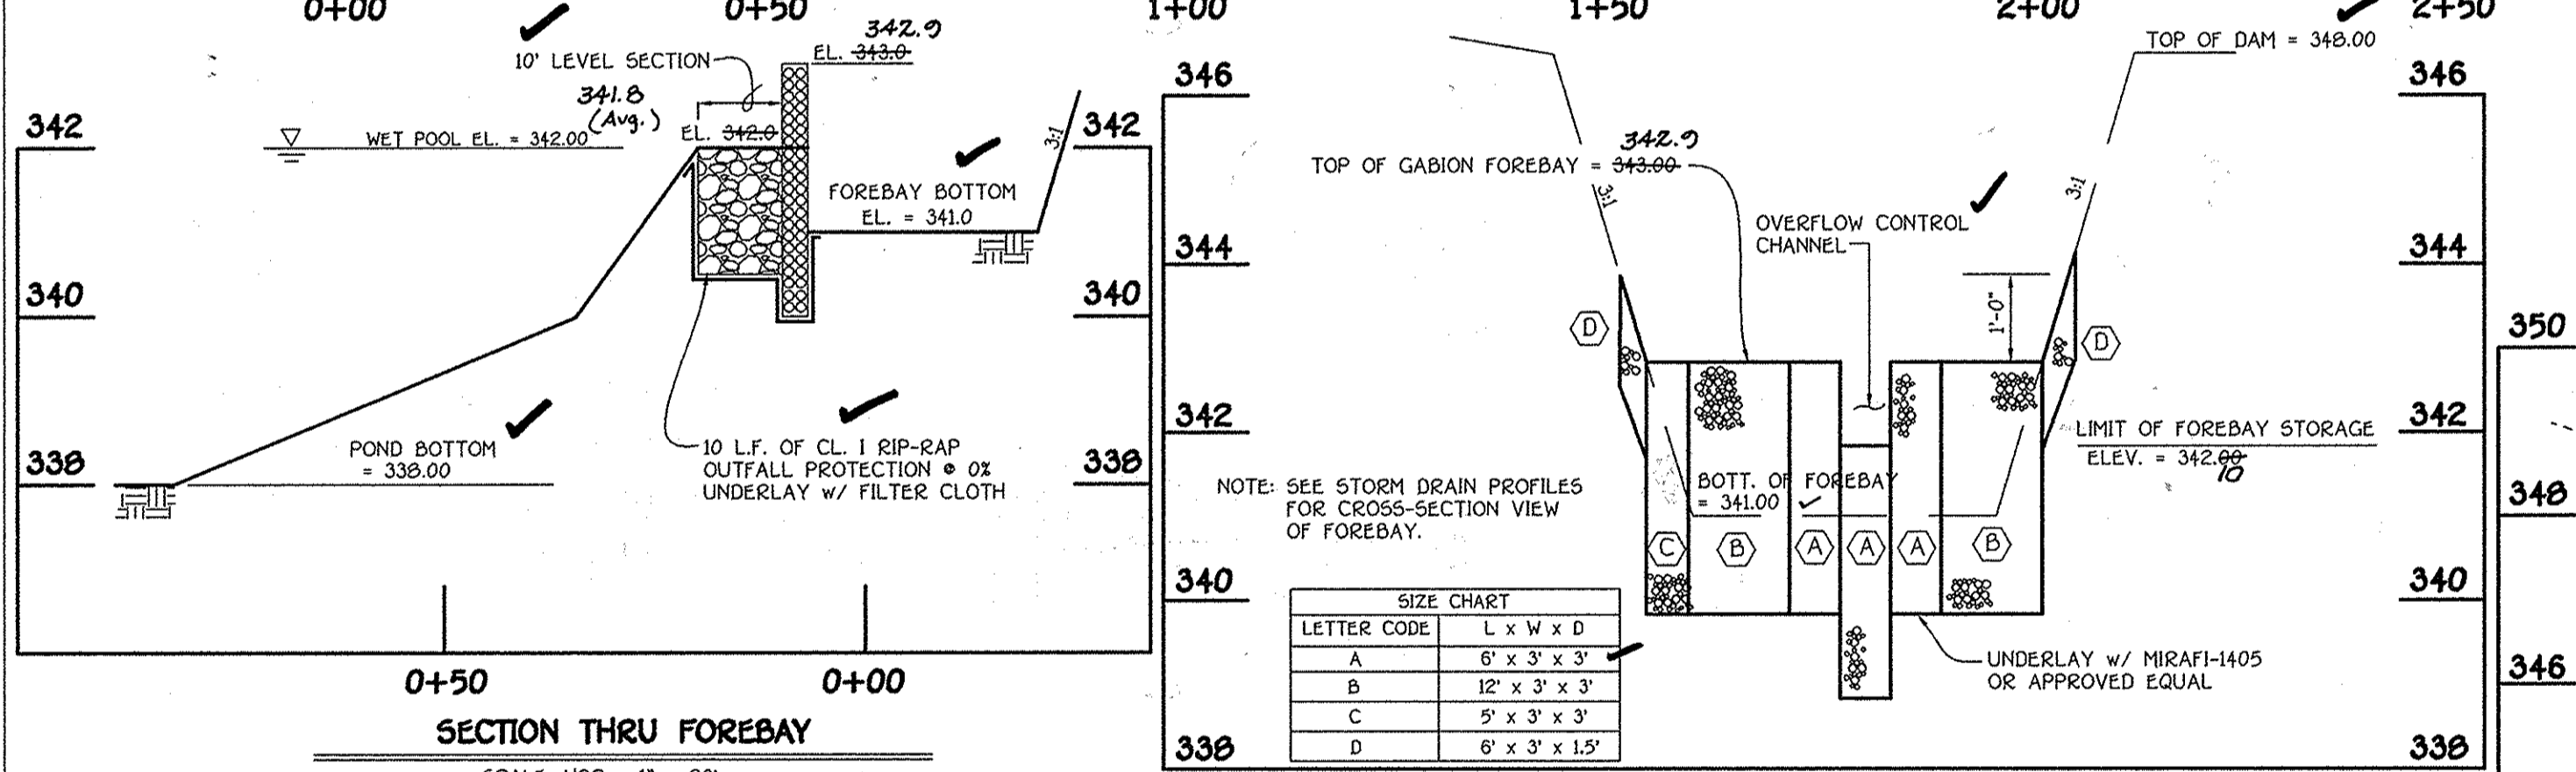 0+00 0+50 1+00 1+50 2+00 2+50
342.9
EL. 343.0
10' LEVEL SECTION
341.8
(Avg.)
EL. 342.0
WET POOL EL. = 342.00
342
340
338
3:1
342
340
338
FOREBAY BOTTOM
EL. = 341.0
POND BOTTOM
= 338.00
10 L.F. OF CL. I RIP-RAP
OUTFALL PROTECTION @ 0%
UNDERLAY W/ FILTER CLOTH
0+50 0+00
SECTION THRU FOREBAY
346
344
342
340
338
TOP OF DAM = 348.00
342.9
TOP OF GABION FOREBAY = 343.00
3:1
3:1
OVERFLOW CONTROL
CHANNEL
1'-0"
D
D
LIMIT OF FOREBAY STORAGE
ELEV. = 342.00
10
NOTE: SEE STORM DRAIN PROFILES
FOR CROSS-SECTION VIEW
OF FOREBAY.
BOTT. OF FOREBAY
= 341.00
C B A A A B
SIZE CHART
LETTER CODE L x W x D
A 6' x 3' x 3'
B 12' x 3' x 3'
C 5' x 3' x 3'
D 6' x 3' x 1.5'
UNDERLAY W/ MIRAFI-1405
OR APPROVED EQUAL
346
344
342
340
338
350
348
346